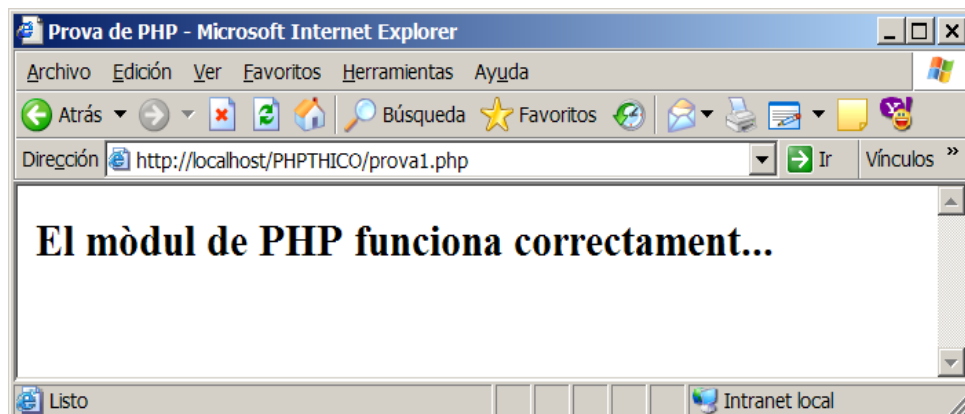 Prova de PHP - Microsoft Internet Explorer
Archivo Edición Ver Favoritos Herramientas Ayuda
Atrás Búsqueda Favoritos
Dirección http://localhost/PHPTHICO/prova1.php Ir Vínculos »
El mòdul de PHP funciona correctament...
Listo Intranet local